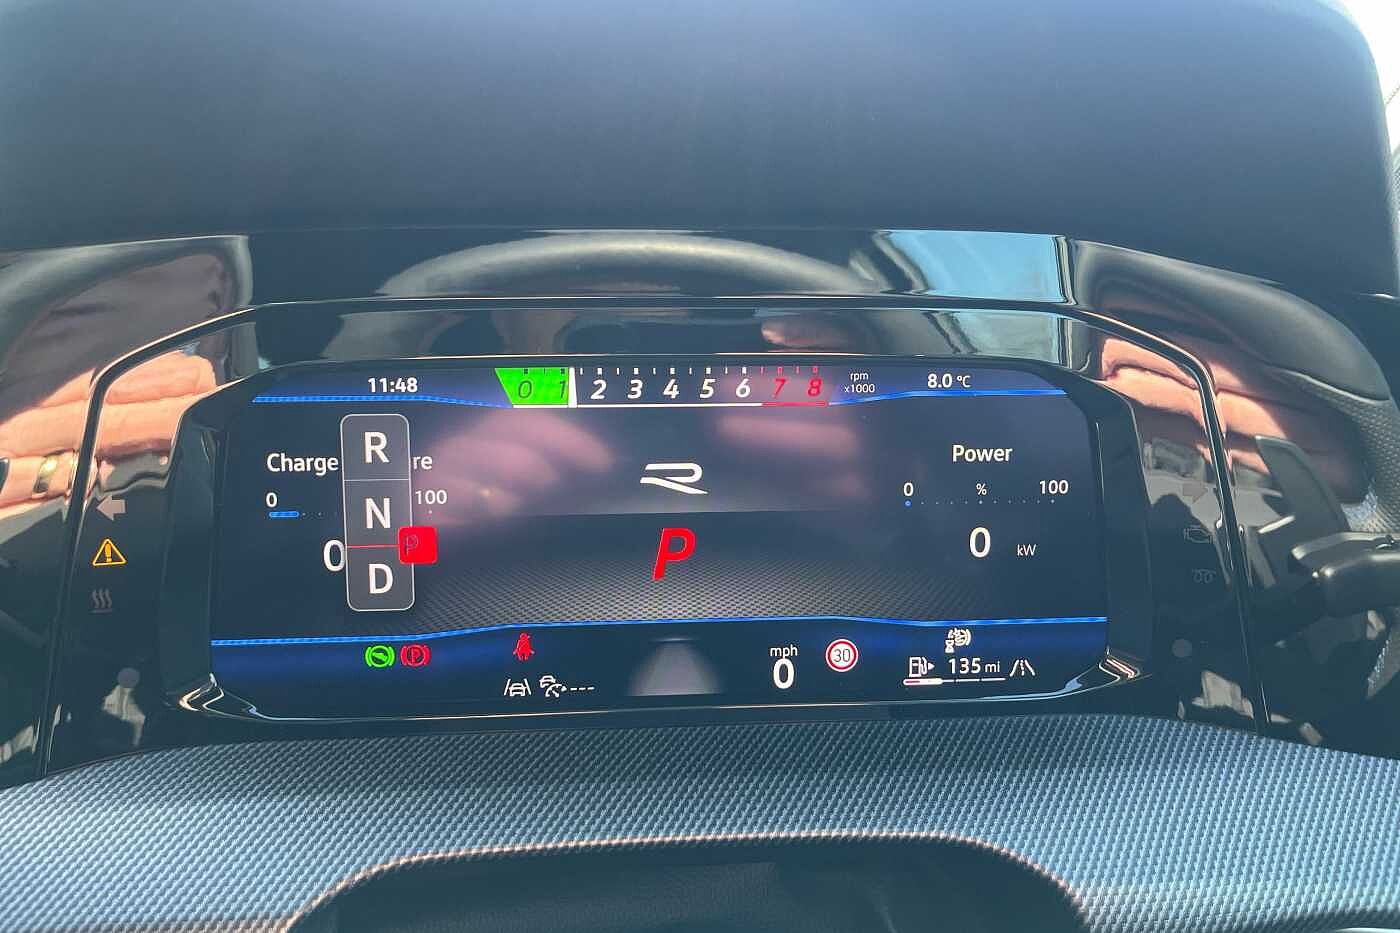 11:48
0 1 2 3 4 5 6 7 8
rpm
x1000
8.0 °C
Charge re
0 100
0
R
N
P
D
R
P
Power
0 % 100
0 kW
P
mph
0
30
135 mi
---